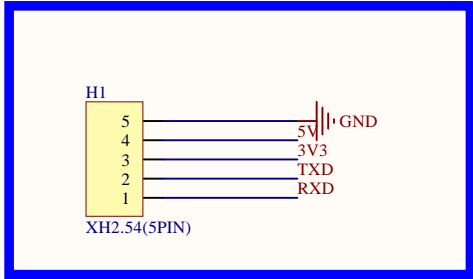 H1
5 GND
4 5V
3 3V3
2 TXD
1 RXD
XH2.54(5PIN)